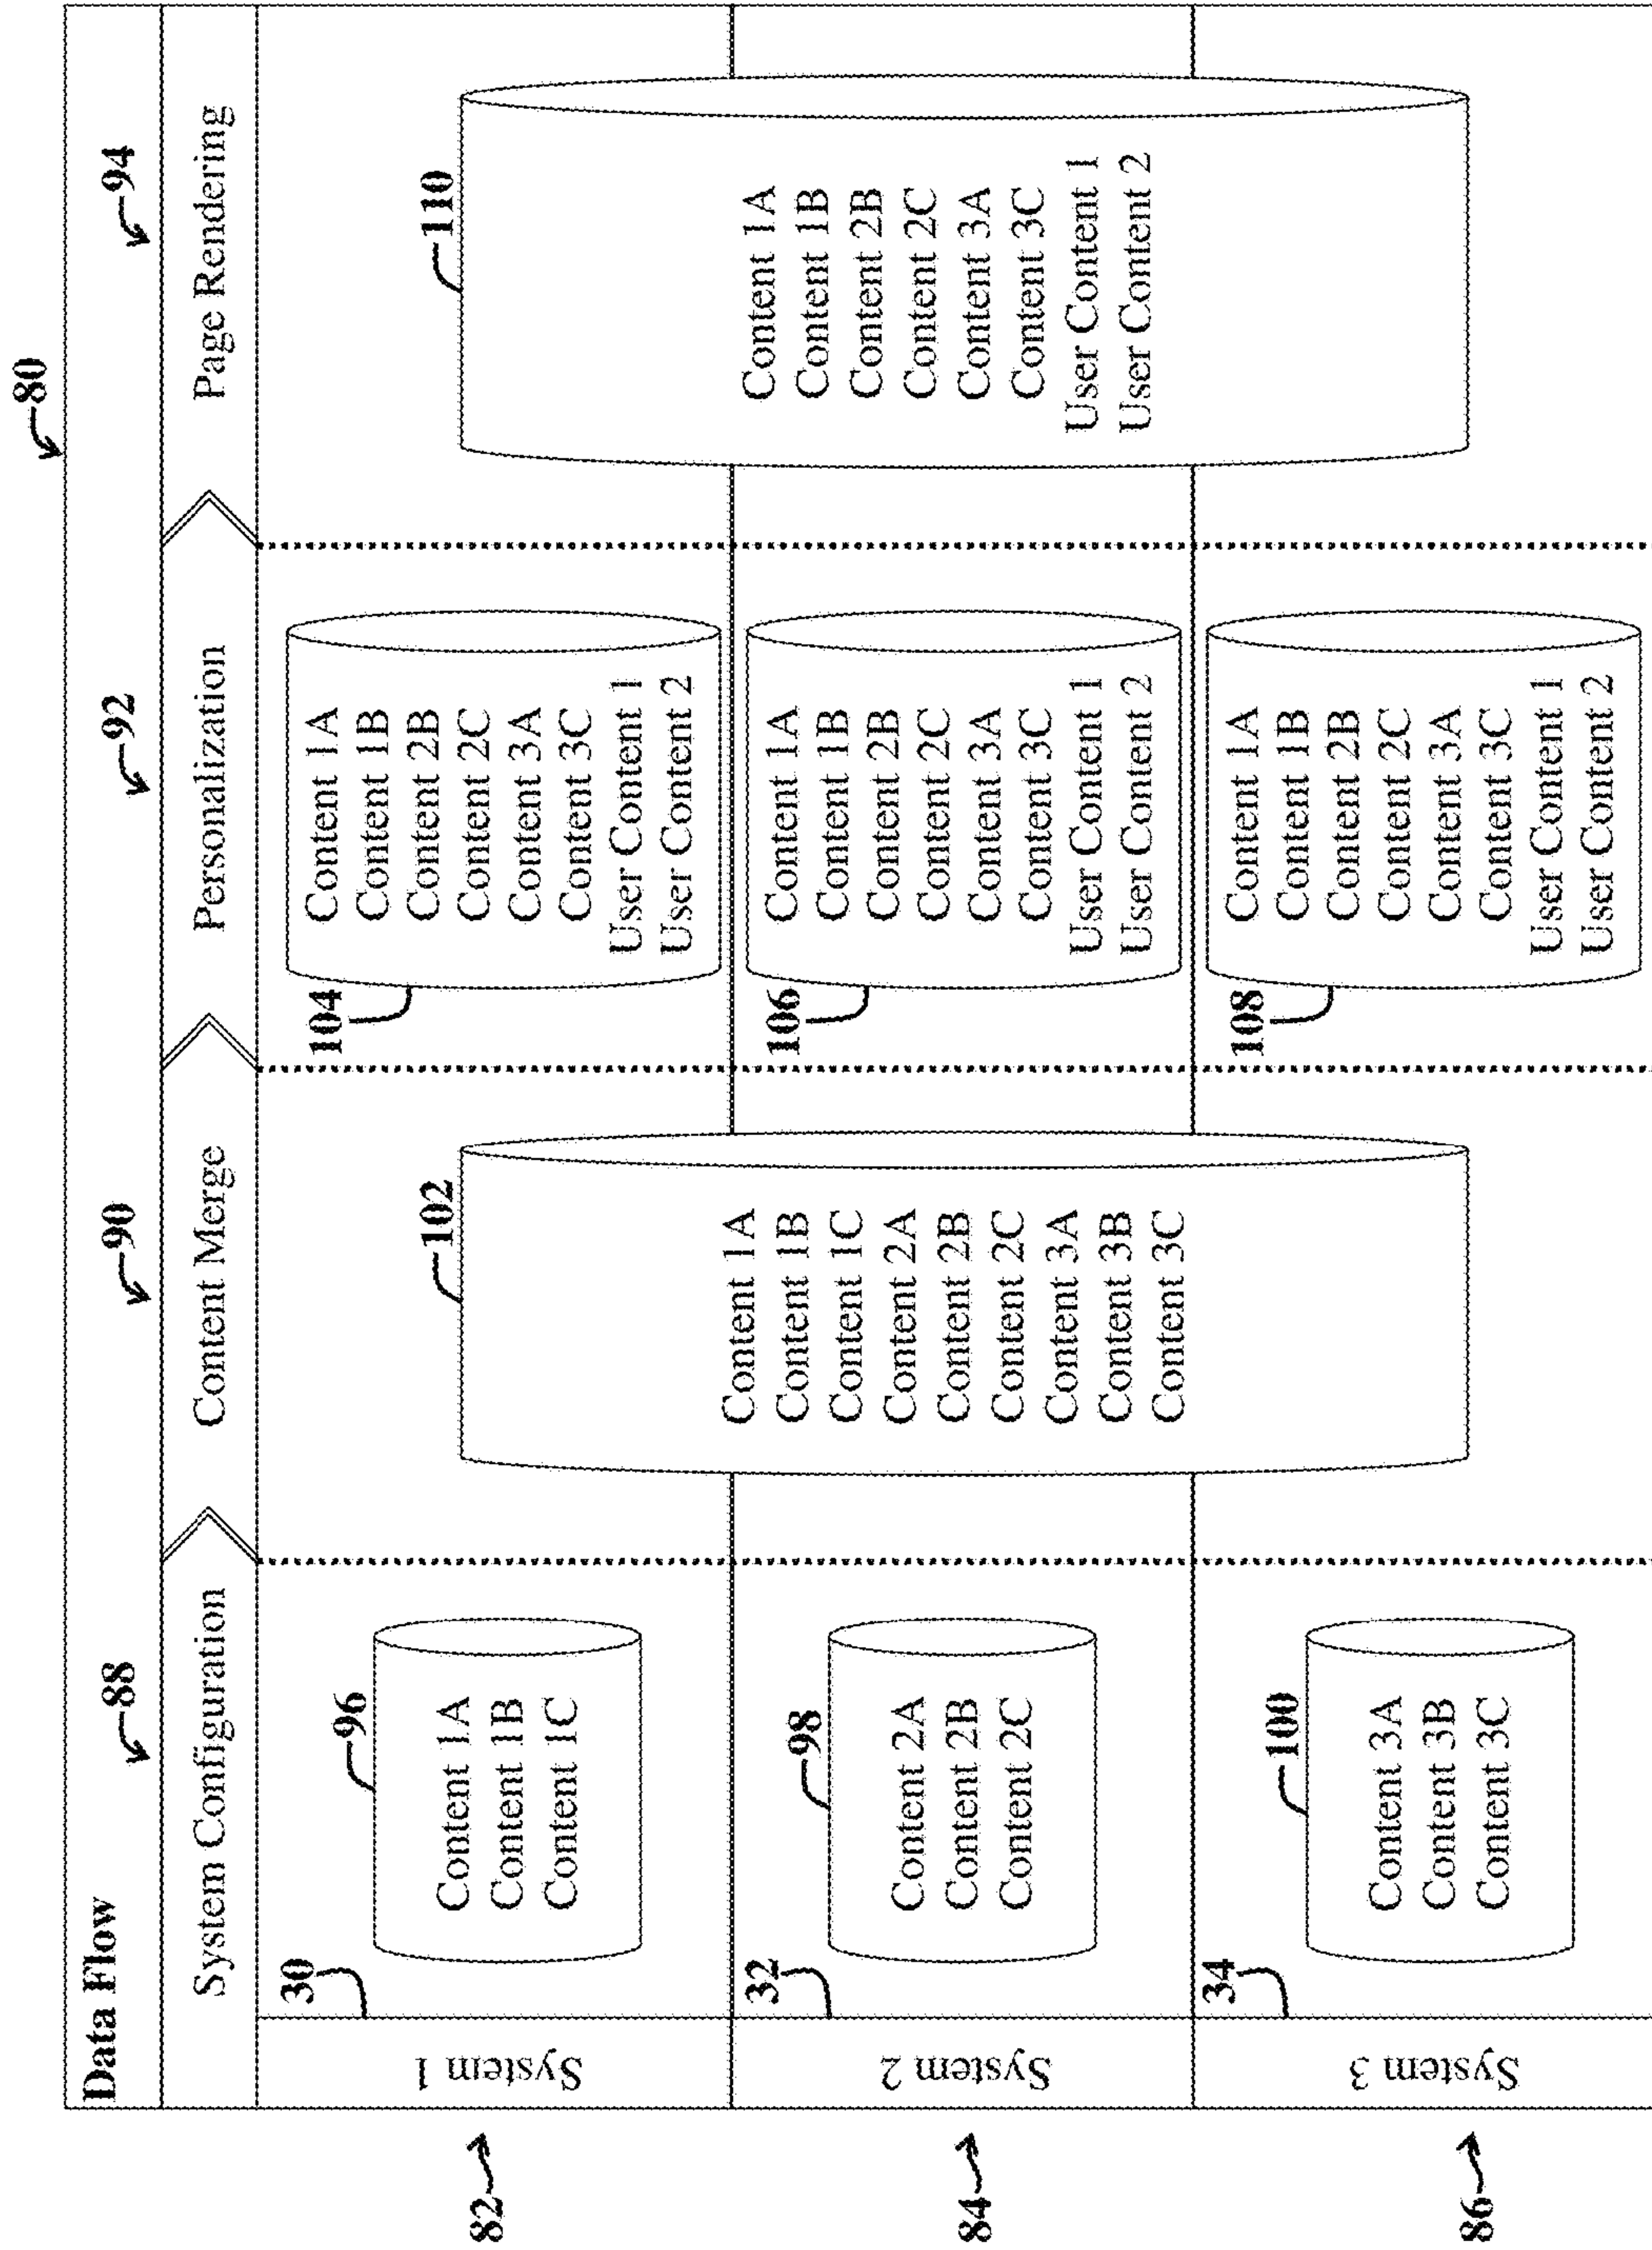 80
Data Flow
88
90
92
94
System Configuration
Content Merge
Personalization
Page Rendering
82
System 1
30
96
Content 1A
Content 1B
Content 1C
84
System 2
32
98
Content 2A
Content 2B
Content 2C
86
System 3
34
100
Content 3A
Content 3B
Content 3C
102
Content 1A
Content 1B
Content 1C
Content 2A
Content 2B
Content 2C
Content 3A
Content 3B
Content 3C
104
Content 1A
Content 1B
Content 2B
Content 2C
Content 3A
Content 3C
User Content 1
User Content 2
106
Content 1A
Content 1B
Content 2B
Content 2C
Content 3A
Content 3C
User Content 1
User Content 2
108
Content 1A
Content 1B
Content 2B
Content 2C
Content 3A
Content 3C
User Content 1
User Content 2
110
Content 1A
Content 1B
Content 2B
Content 2C
Content 3A
Content 3C
User Content 1
User Content 2